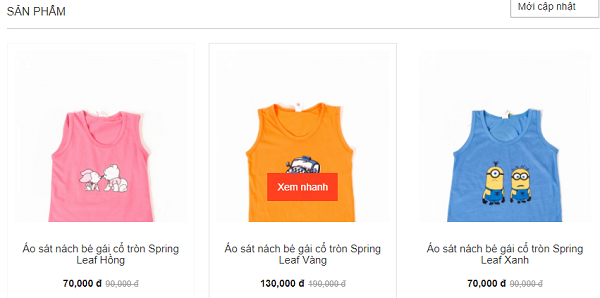 SẢN PHẨM
Mới cập nhất
Xem nhanh
Áo sát nách bé gái cổ tròn Spring
Leaf Hồng
70,000 đ 90,000 đ
Áo sát nách bé gái cổ tròn Spring
Leaf Vàng
130,000 đ 190,000 đ
Áo sát nách bé gái cổ tròn Spring
Leaf Xanh
70,000 đ 90,000 đ